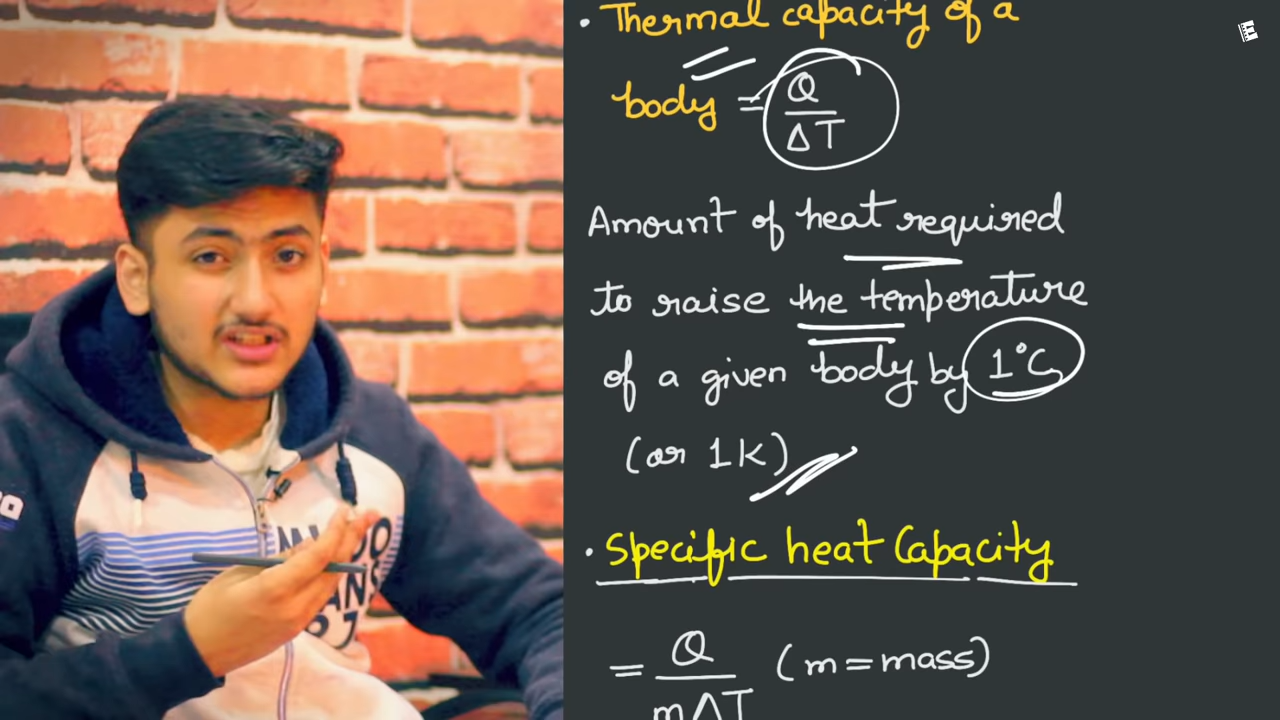 • Thermal capacity of a
body = Q
ΔT
Amount of heat required
to raise the temperature
of a given body by 1°C
(or 1K)
• Specific heat Capacity
= Q (m = mass)
mΔT